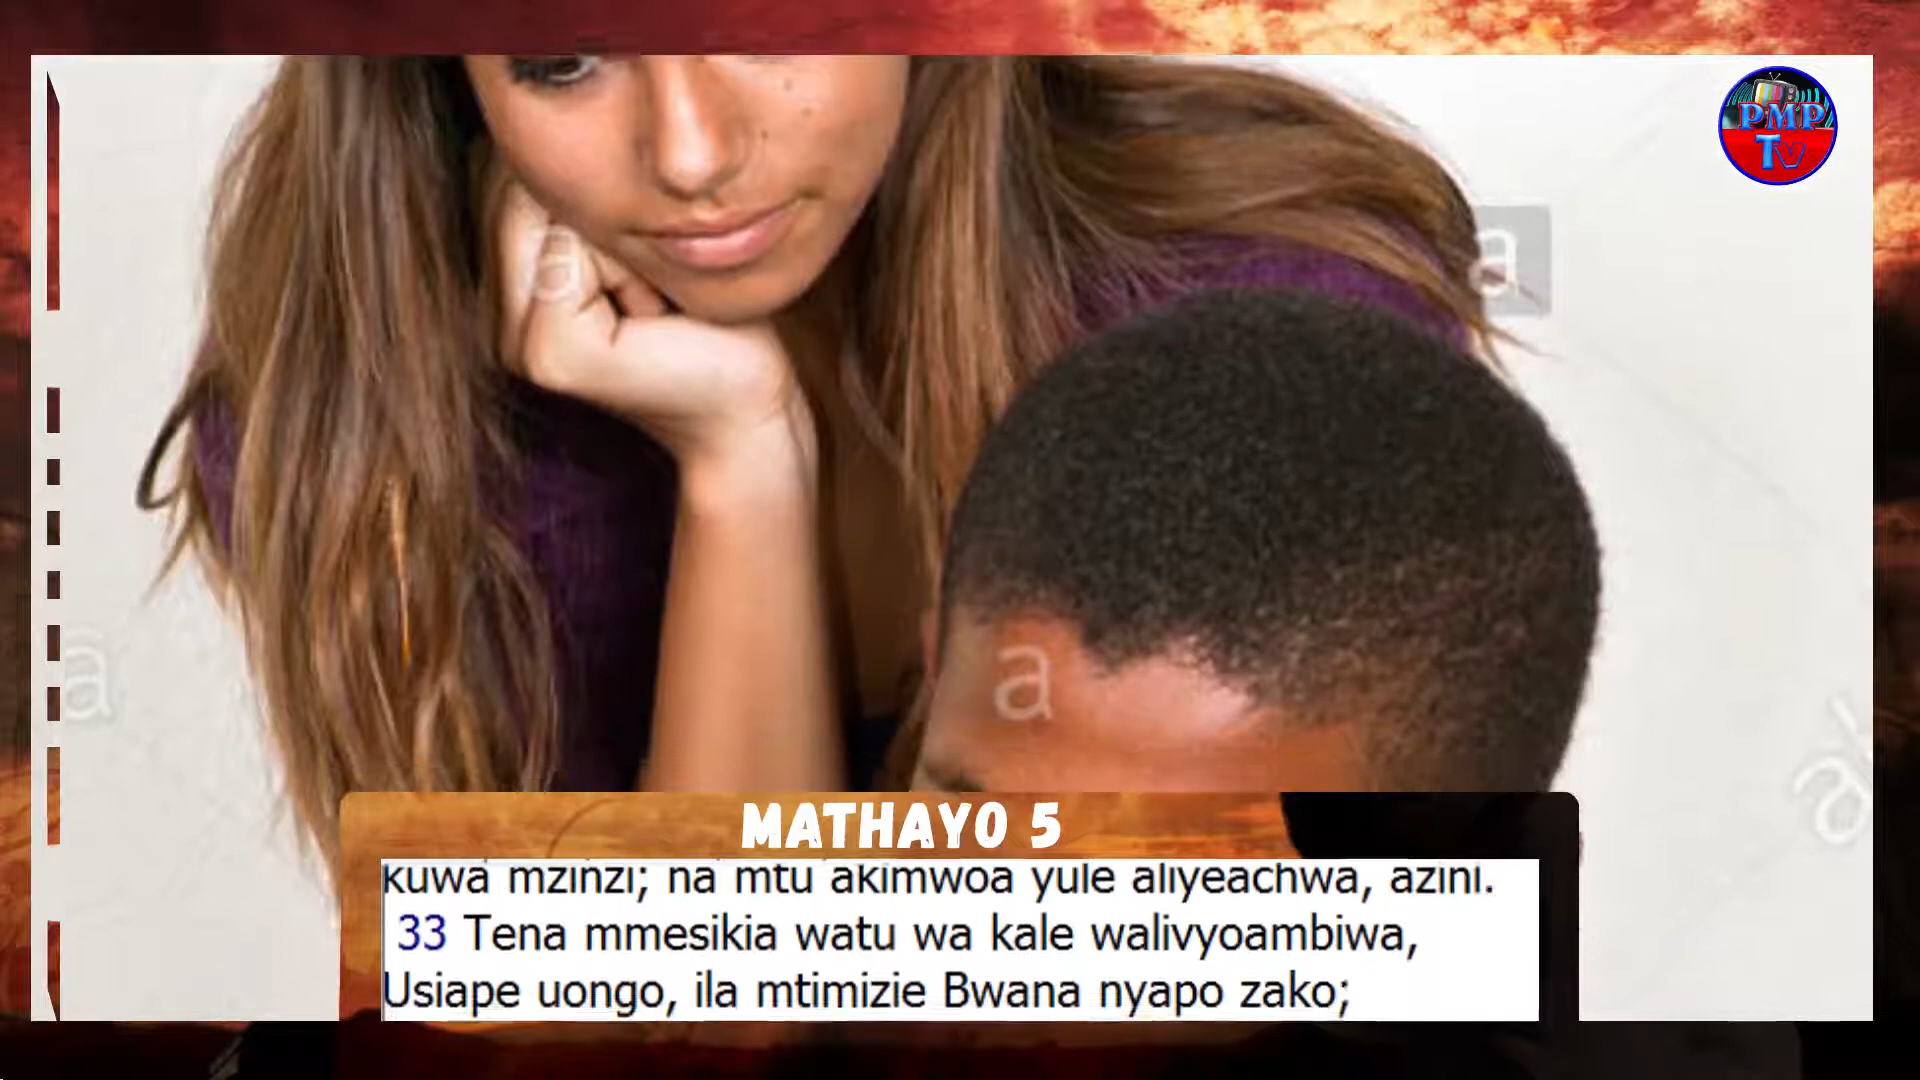 PMP
TV
a
a
a
a
a
MATHAYO 5
kuwa mzinzi; na mtu akimwoa yule aliyeachwa, azini.
33 Tena mmesikia watu wa kale walivyoambiwa,
Usiape uongo, ila mtimizie Bwana nyapo zako;